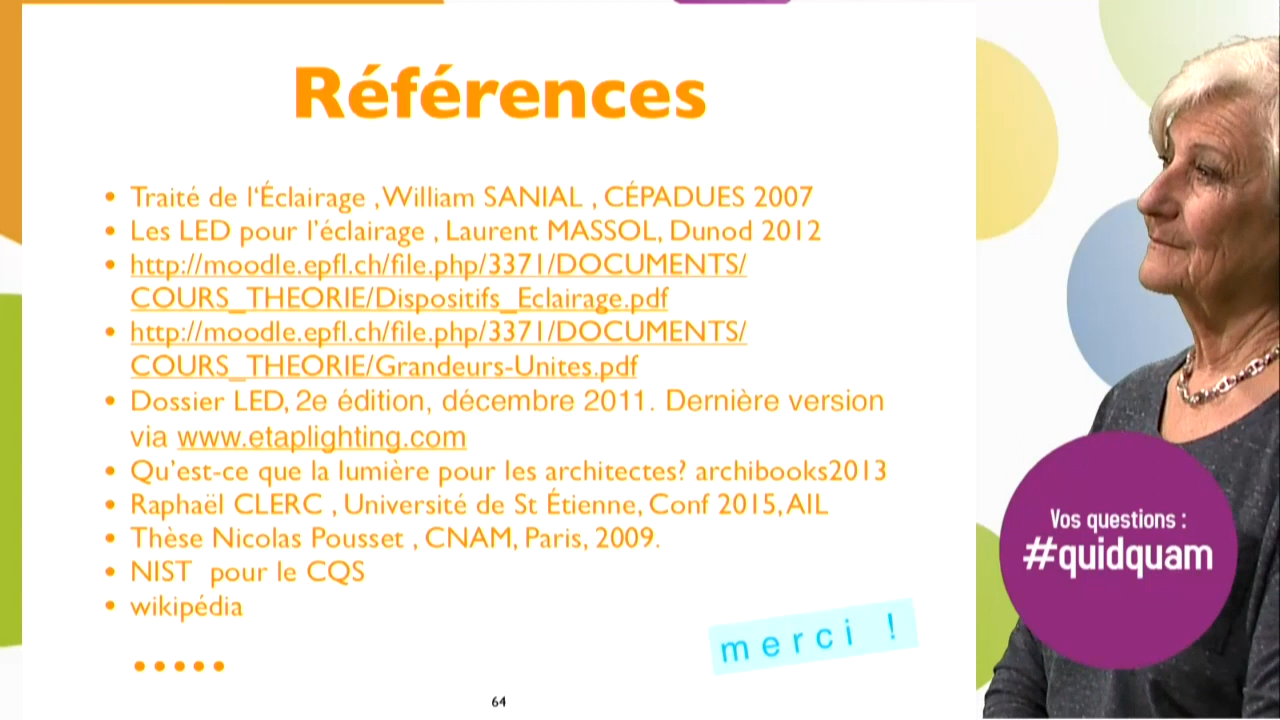 Références
• Traité de l'Éclairage , William SANIAL , CÉPADUES 2007
• Les LED pour l'éclairage , Laurent MASSOL, Dunod 2012
• http://moodle.epfl.ch/file.php/3371/DOCUMENTS/
COURS_THEORIE/Dispositifs_Eclairage.pdf
• http://moodle.epfl.ch/file.php/3371/DOCUMENTS/
COURS_THEORIE/Grandeurs-Unites.pdf
• Dossier LED, 2e édition, décembre 2011. Dernière version
via www.etaplighting.com
• Qu'est-ce que la lumière pour les architectes? archibooks2013
• Raphaël CLERC , Université de St Étienne, Conf 2015, AIL
• Thèse Nicolas Pousset , CNAM, Paris, 2009.
• NIST pour le CQS
• wikipédia
•••••
merci !
64
Vos questions :
#quidquam